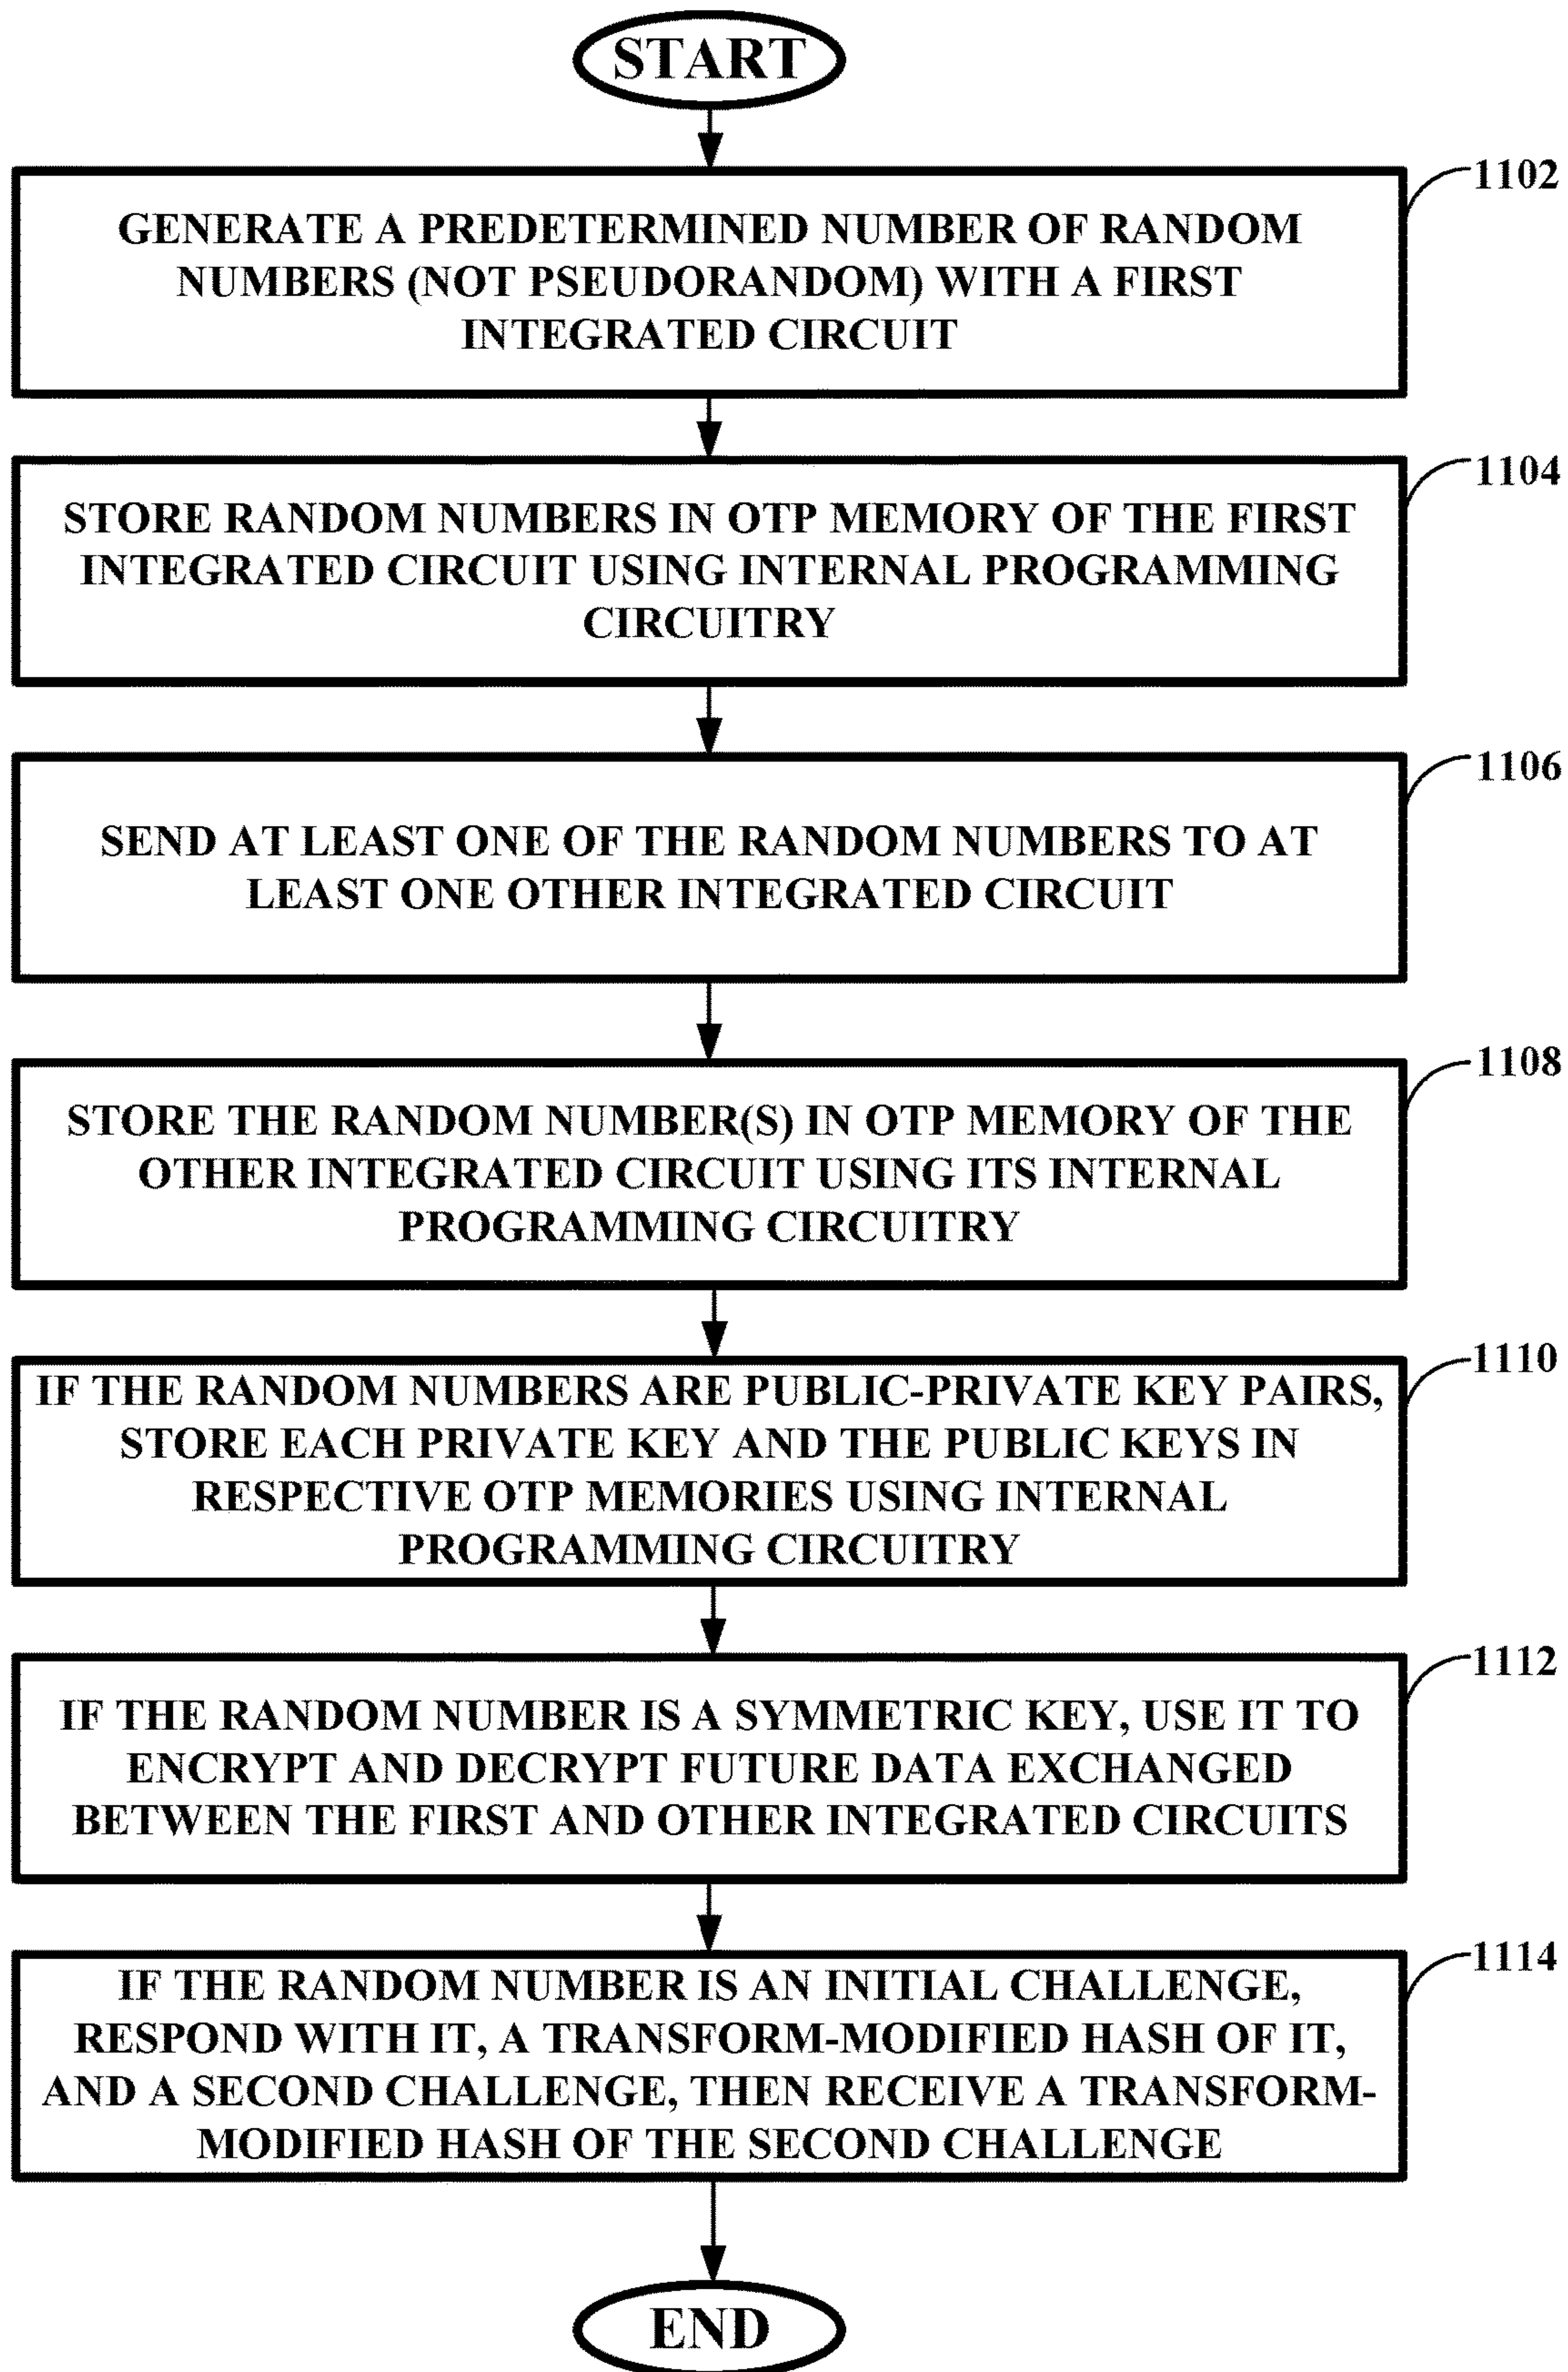 START
1102
GENERATE A PREDETERMINED NUMBER OF RANDOM
NUMBERS (NOT PSEUDORANDOM) WITH A FIRST
INTEGRATED CIRCUIT
1104
STORE RANDOM NUMBERS IN OTP MEMORY OF THE FIRST
INTEGRATED CIRCUIT USING INTERNAL PROGRAMMING
CIRCUITRY
1106
SEND AT LEAST ONE OF THE RANDOM NUMBERS TO AT
LEAST ONE OTHER INTEGRATED CIRCUIT
1108
STORE THE RANDOM NUMBER(S) IN OTP MEMORY OF THE
OTHER INTEGRATED CIRCUIT USING ITS INTERNAL
PROGRAMMING CIRCUITRY
1110
IF THE RANDOM NUMBERS ARE PUBLIC-PRIVATE KEY PAIRS,
STORE EACH PRIVATE KEY AND THE PUBLIC KEYS IN
RESPECTIVE OTP MEMORIES USING INTERNAL
PROGRAMMING CIRCUITRY
1112
IF THE RANDOM NUMBER IS A SYMMETRIC KEY, USE IT TO
ENCRYPT AND DECRYPT FUTURE DATA EXCHANGED
BETWEEN THE FIRST AND OTHER INTEGRATED CIRCUITS
1114
IF THE RANDOM NUMBER IS AN INITIAL CHALLENGE,
RESPOND WITH IT, A TRANSFORM-MODIFIED HASH OF IT,
AND A SECOND CHALLENGE, THEN RECEIVE A TRANSFORM-
MODIFIED HASH OF THE SECOND CHALLENGE
END